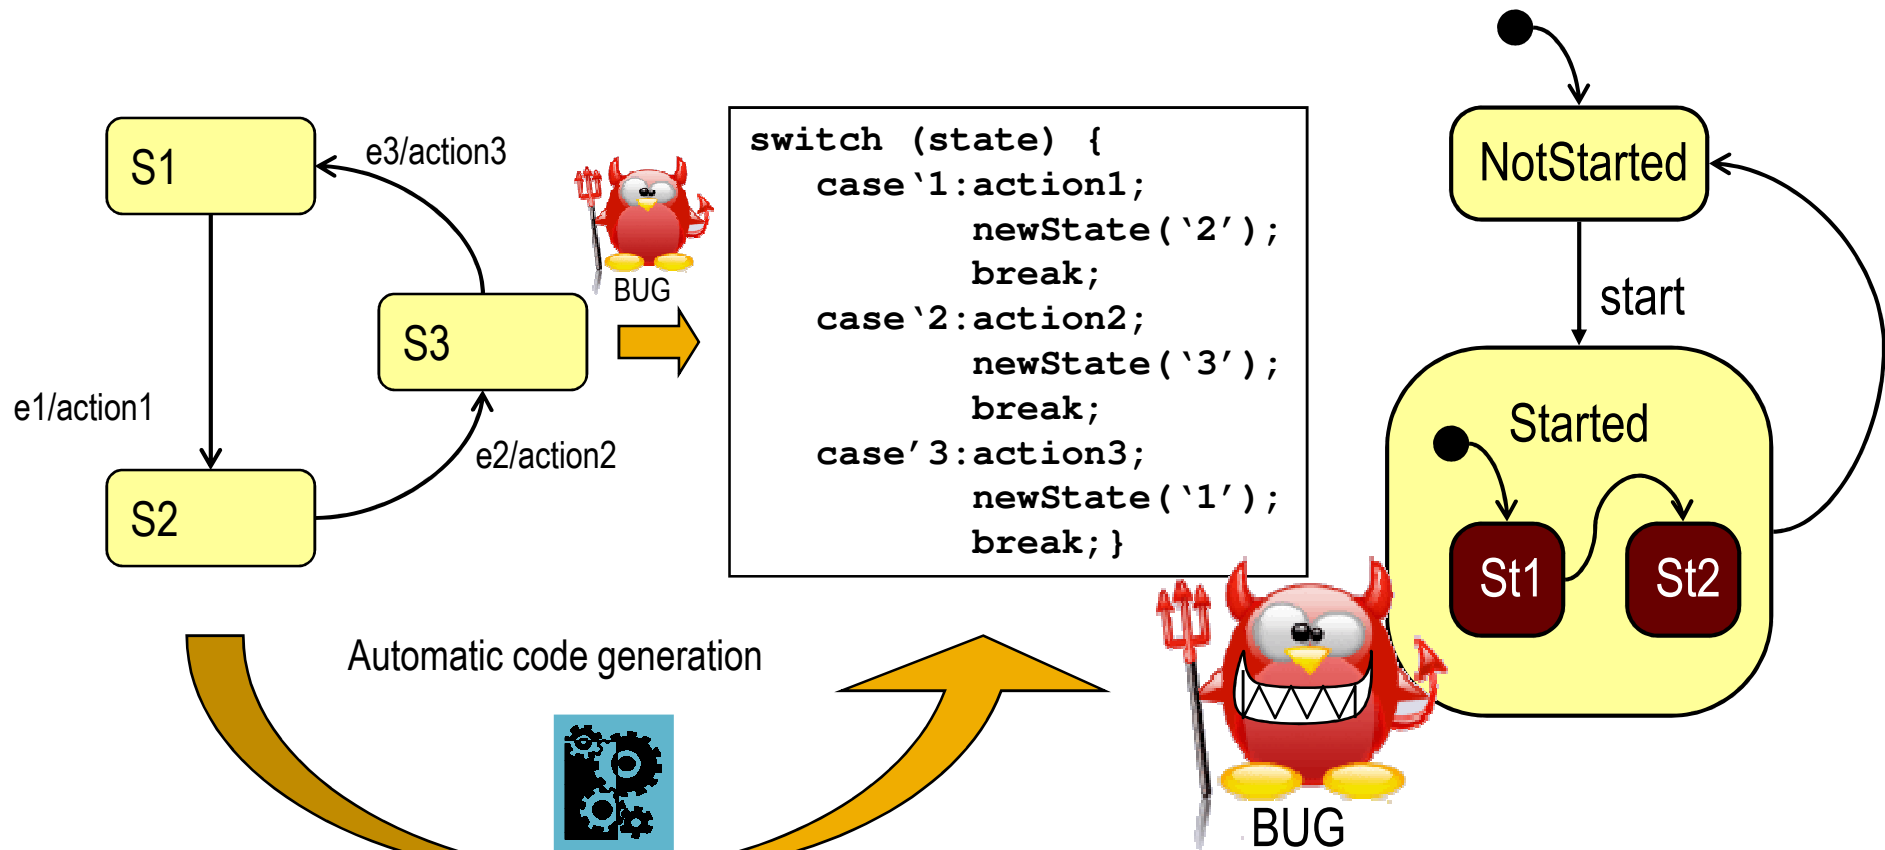 S1
e3/action3
S3
e1/action1
e2/action2
S2
BUG
switch (state) {
case‘1:action1;
newState(‘2’);
break;
case‘2:action2;
newState(‘3’);
break;
case’3:action3;
newState(‘1’);
break;}
Automatic code generation
BUG
NotStarted
start
Started
St1
St2